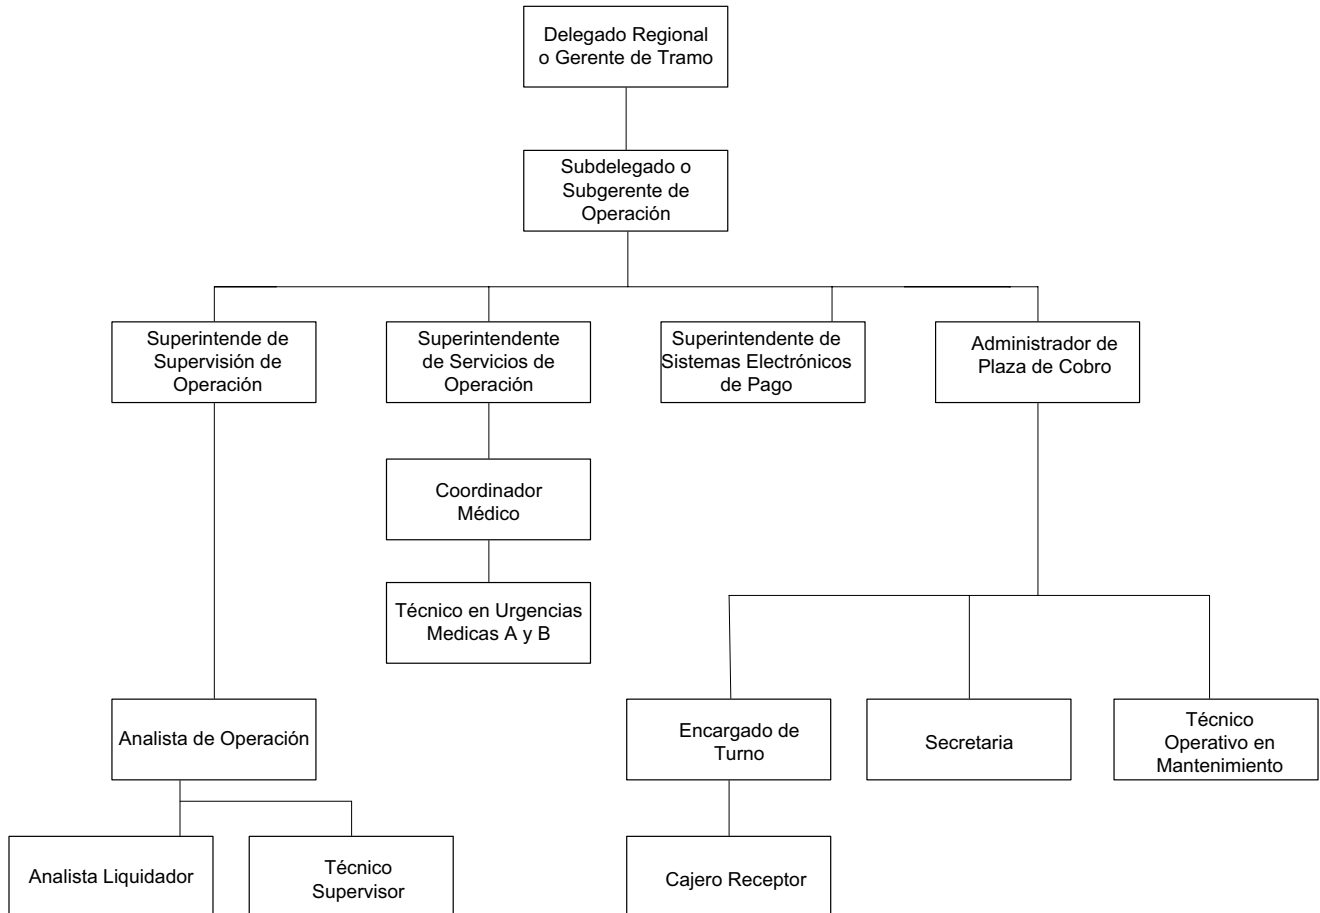 Delegado Regional
o Gerente de Tramo
Subdelegado o
Subgerente de
Operación
Superintende de
Supervisión de
Operación
Superintendente
de Servicios de
Operación
Superintendente de
Sistemas Electrónicos
de Pago
Administrador de
Plaza de Cobro
Coordinador
Médico
Técnico en Urgencias
Medicas A y B
Analista de Operación
Encargado de
Turno
Secretaria
Técnico
Operativo en
Mantenimiento
Analista Liquidador
Técnico
Supervisor
Cajero Receptor